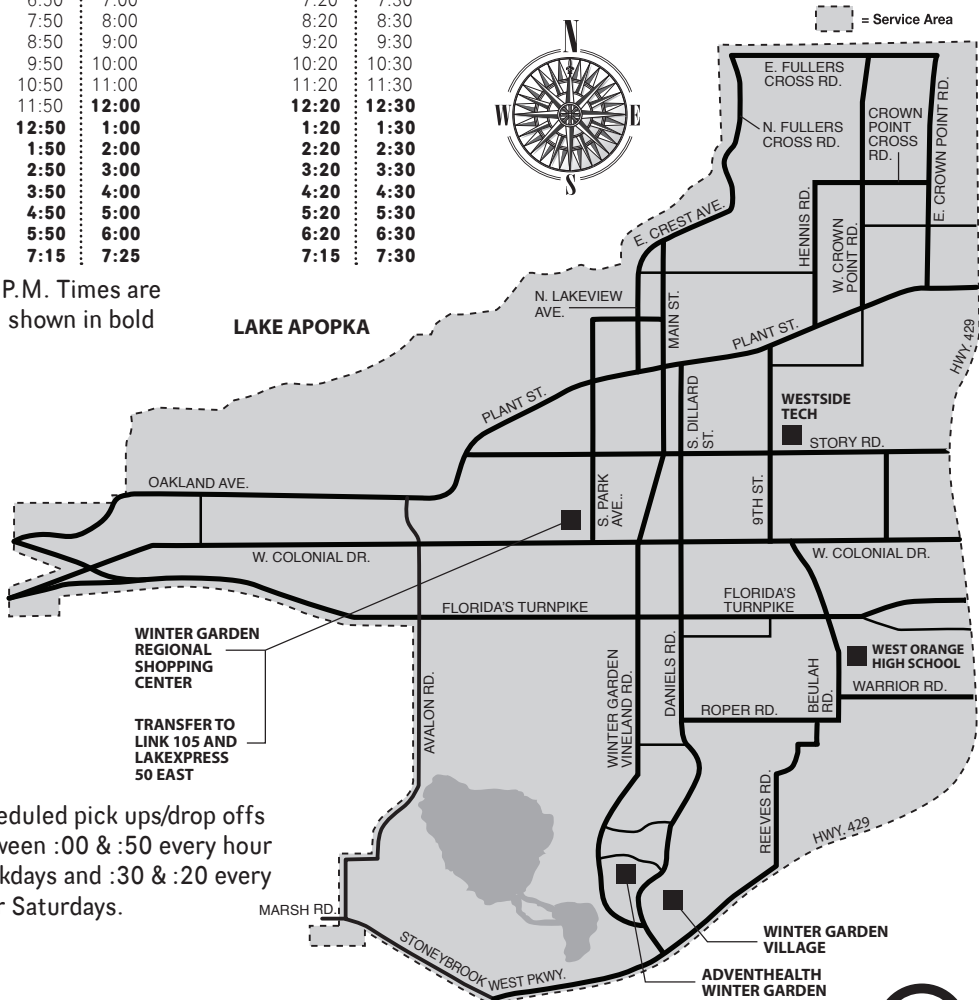 6:50 7:00 7:20 7:30
7:50 8:00 8:20 8:30
8:50 9:00 9:20 9:30
9:50 10:00 10:20 10:30
10:50 11:00 11:20 11:30
11:50 12:00 12:20 12:30
12:50 1:00 1:20 1:30
1:50 2:00 2:20 2:30
2:50 3:00 3:20 3:30
3:50 4:00 4:20 4:30
4:50 5:00 5:20 5:30
5:50 6:00 6:20 6:30
7:15 7:25 7:15 7:30
P.M. Times are
shown in bold
= Service Area
N
W
E
S
LAKE APOPKA
E. FULLERS
CROSS RD.
N. FULLERS
CROSS RD.
CROWN
POINT
CROSS
RD.
E. CROWN POINT RD.
E. CREST AVE.
HENNIS RD.
W. CROWN
POINT RD.
N. LAKEVIEW
AVE.
MAIN ST.
PLANT ST.
HWY. 429
PLANT ST.
S. DILLARD
ST.
WESTSIDE
TECH
STORY RD.
OAKLAND AVE.
S. PARK
AVE..
9TH ST.
W. COLONIAL DR.
W. COLONIAL DR.
FLORIDA'S TURNPIKE
FLORIDA'S
TURNPIKE
WINTER GARDEN
REGIONAL
SHOPPING
CENTER
TRANSFER TO
LINK 105 AND
LAKEXPRESS
50 EAST
AVALON RD.
WINTER GARDEN
VINELAND RD.
DANIELS RD.
WEST ORANGE
HIGH SCHOOL
WARRIOR RD.
BEULAH
RD.
ROPER RD.
REEVES RD.
HWY. 429
eduled pick ups/drop offs
ween :00 & :50 every hour
kdays and :30 & :20 every
r Saturdays.
MARSH RD.
STONEYBROOK WEST PKWY.
WINTER GARDEN
VILLAGE
ADVENTHEALTH
WINTER GARDEN